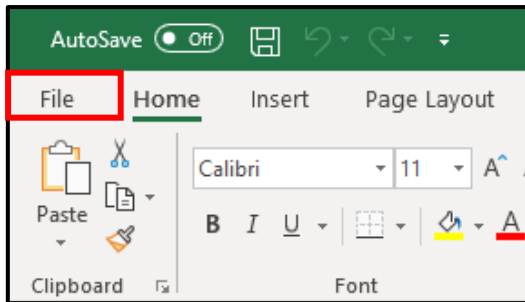 AutoSave Off
File Home Insert Page Layout
Calibri 11 A
Paste B I U A
Clipboard Font